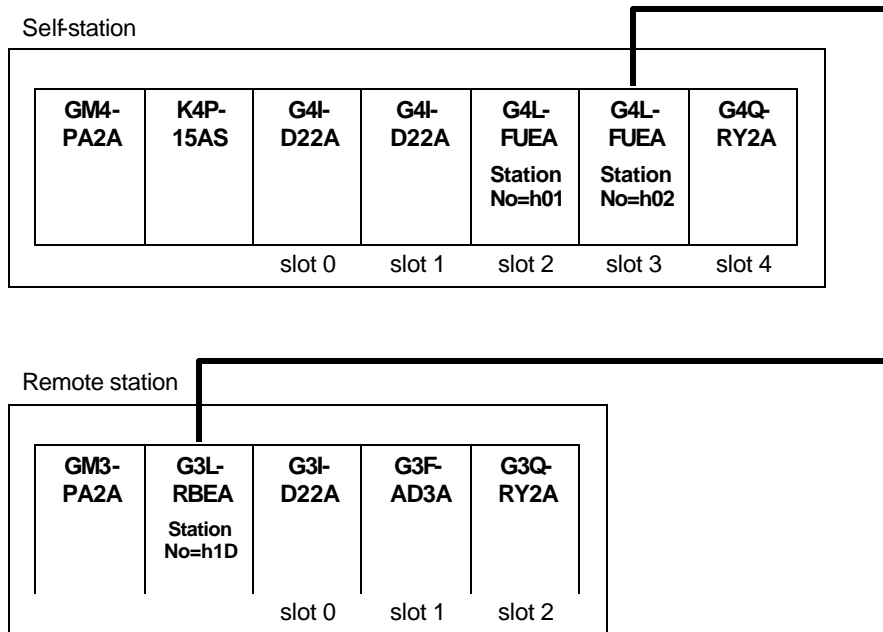 Self-station
GM4- K4P- G4I- G4I- G4L- G4L- G4Q-
PA2A 15AS D22A D22A FUEA FUEA RY2A
Station Station
No=h01 No=h02
slot 0 slot 1 slot 2 slot 3 slot 4
Remote station
GM3- G3L- G3I- G3F- G3Q-
PA2A RBEA D22A AD3A RY2A
Station
No=h1D
slot 0 slot 1 slot 2